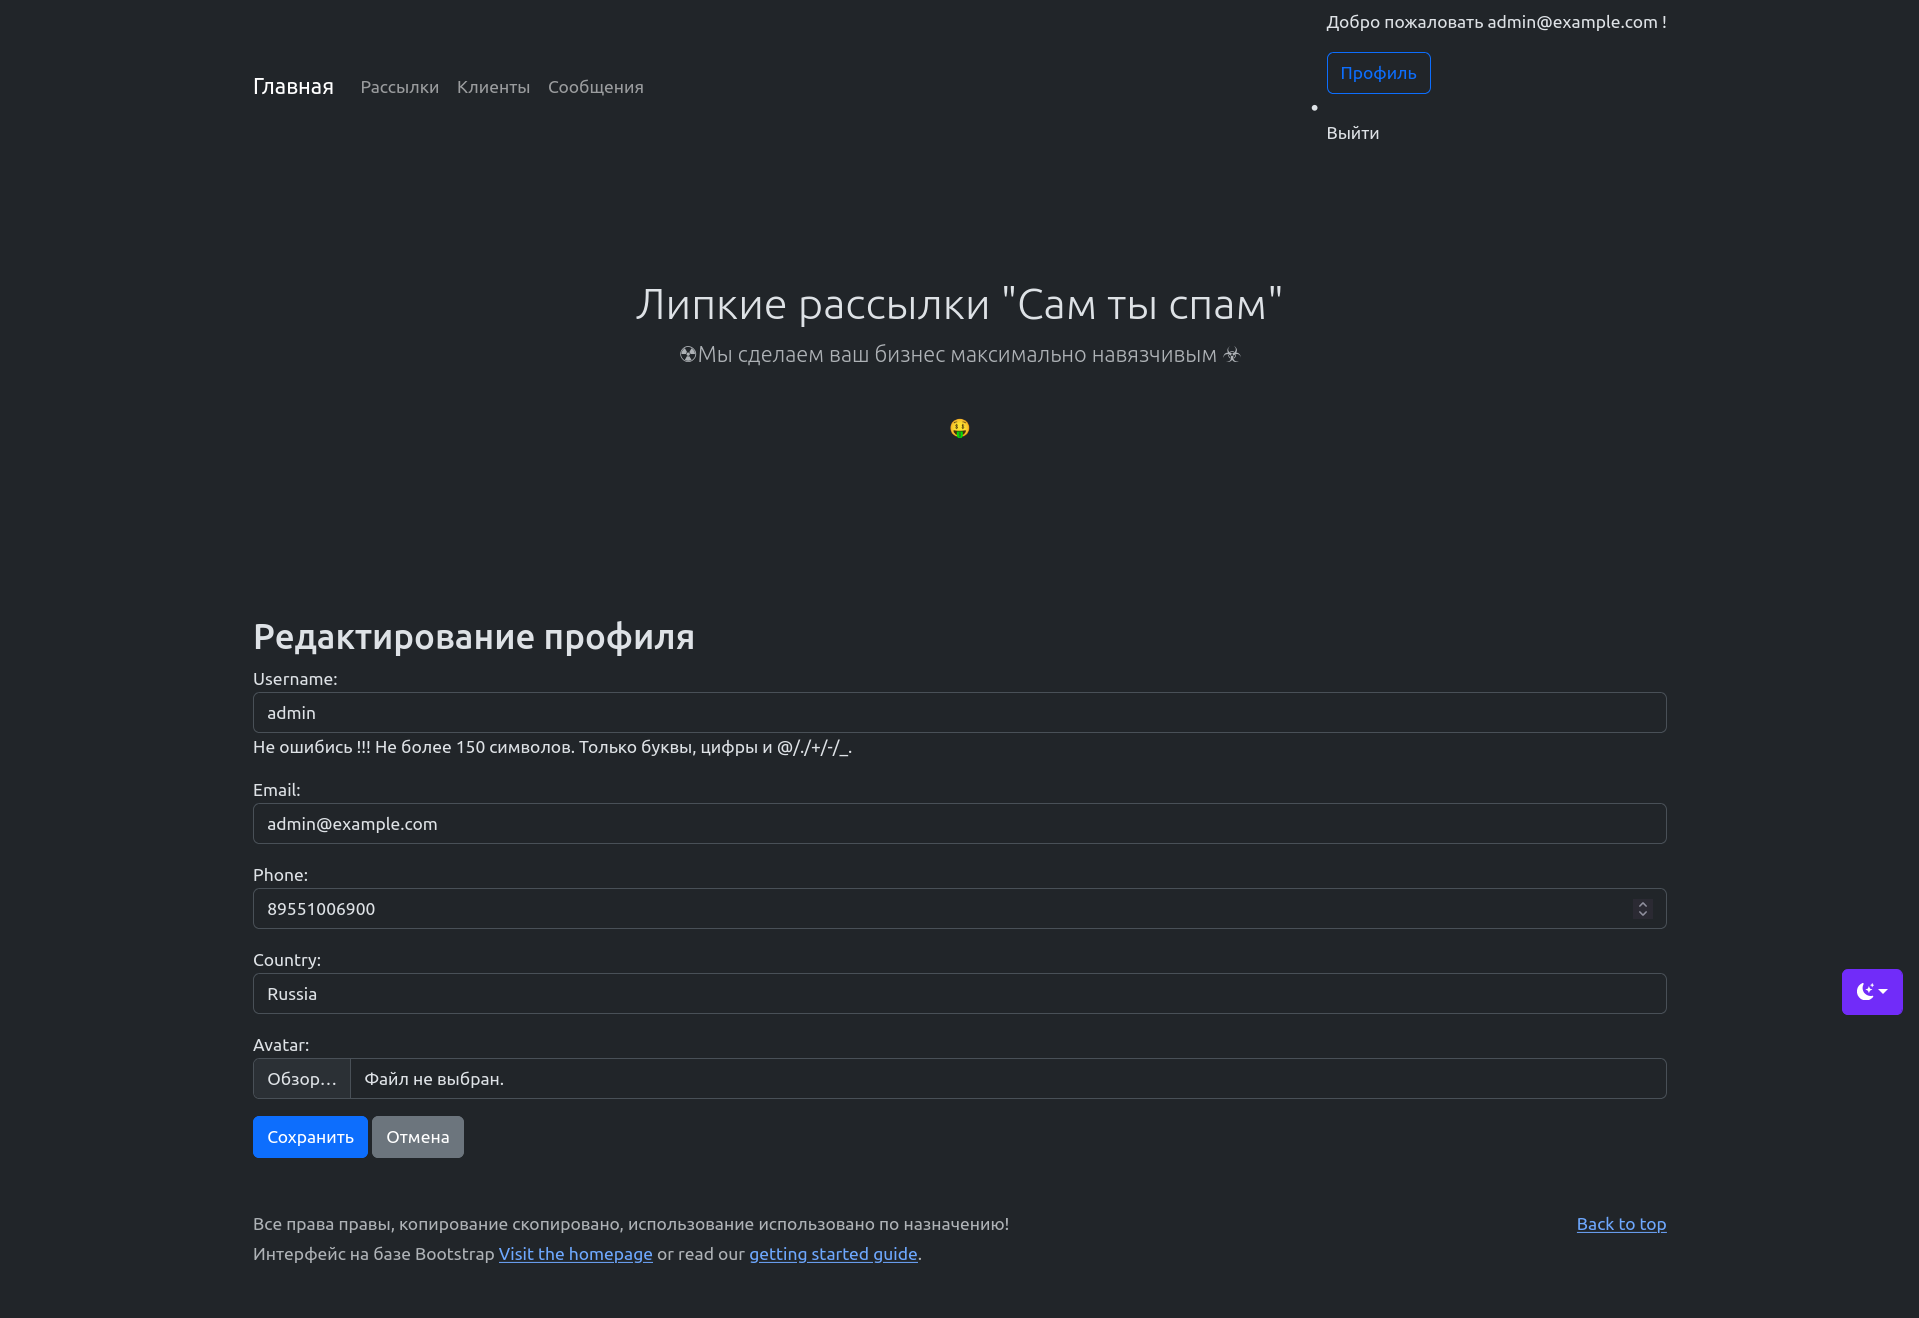 Добро пожаловать admin@example.com !
Главная Рассылки Клиенты Сообщения
Профиль
Выйти
Липкие рассылки "Сам ты спам"
☢Мы сделаем ваш бизнес максимально навязчивым ☣
🤑
Редактирование профиля
Username:
admin
Не ошибись !!! Не более 150 символов. Только буквы, цифры и @/./+/-/_.
Email:
admin@example.com
Phone:
89551006900
Country:
Russia
Avatar:
Обзор… Файл не выбран.
Сохранить Отмена
Все права правы, копирование скопировано, использование использовано по назначению! Back to top
Интерфейс на базе Bootstrap Visit the homepage or read our getting started guide.